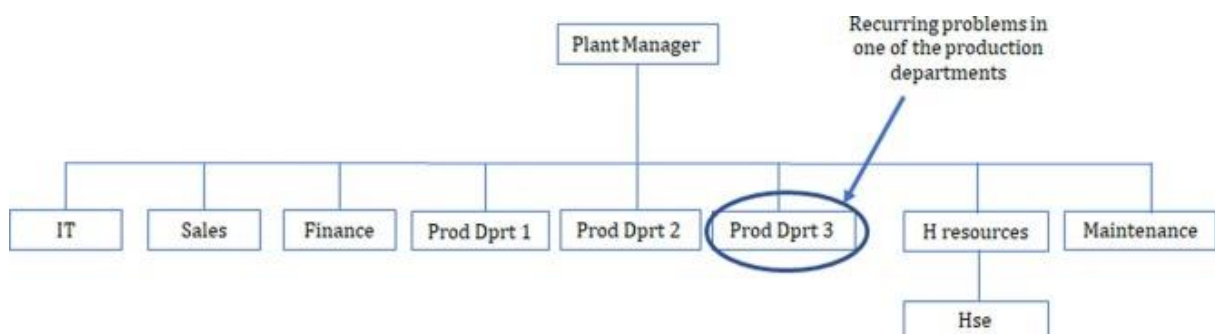 Plant Manager
Recurring problems in
one of the production
departments
IT
Sales
Finance
Prod Dprt 1
Prod Dprt 2
Prod Dprt 3
H resources
Maintenance
Hse